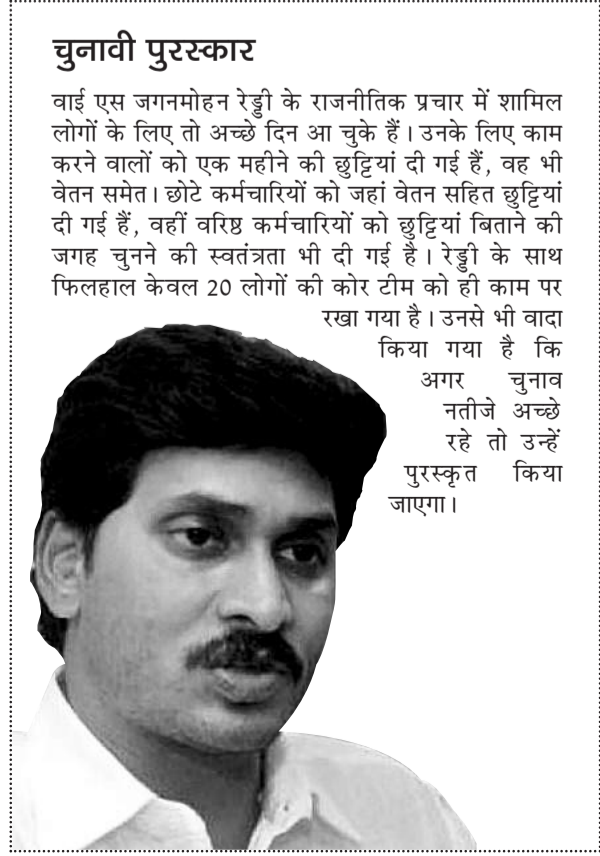 चुनावी पुरस्कार
वाई एस जगनमोहन रेड्डी के राजनीतिक प्रचार में शामिल
लोगों के लिए तो अच्छे दिन आ चुके हैं। उनके लिए काम
करने वालों को एक महीने की छुट्टियां दी गई हैं, वह भी
वेतन समेत। छोटे कर्मचारियों को जहां वेतन सहित छुट्टियां
दी गई हैं, वहीं वरिष्ठ कर्मचारियों को छुट्टियां बिताने की
जगह चुनने की स्वतंत्रता भी दी गई है। रेड्डी के साथ
फिलहाल केवल 20 लोगों की कोर टीम को ही काम पर
रखा गया है। उनसे भी वादा
किया गया है कि
अगर चुनाव
नतीजे अच्छे
रहे तो उन्हें
पुरस्कृत किया
जाएगा।